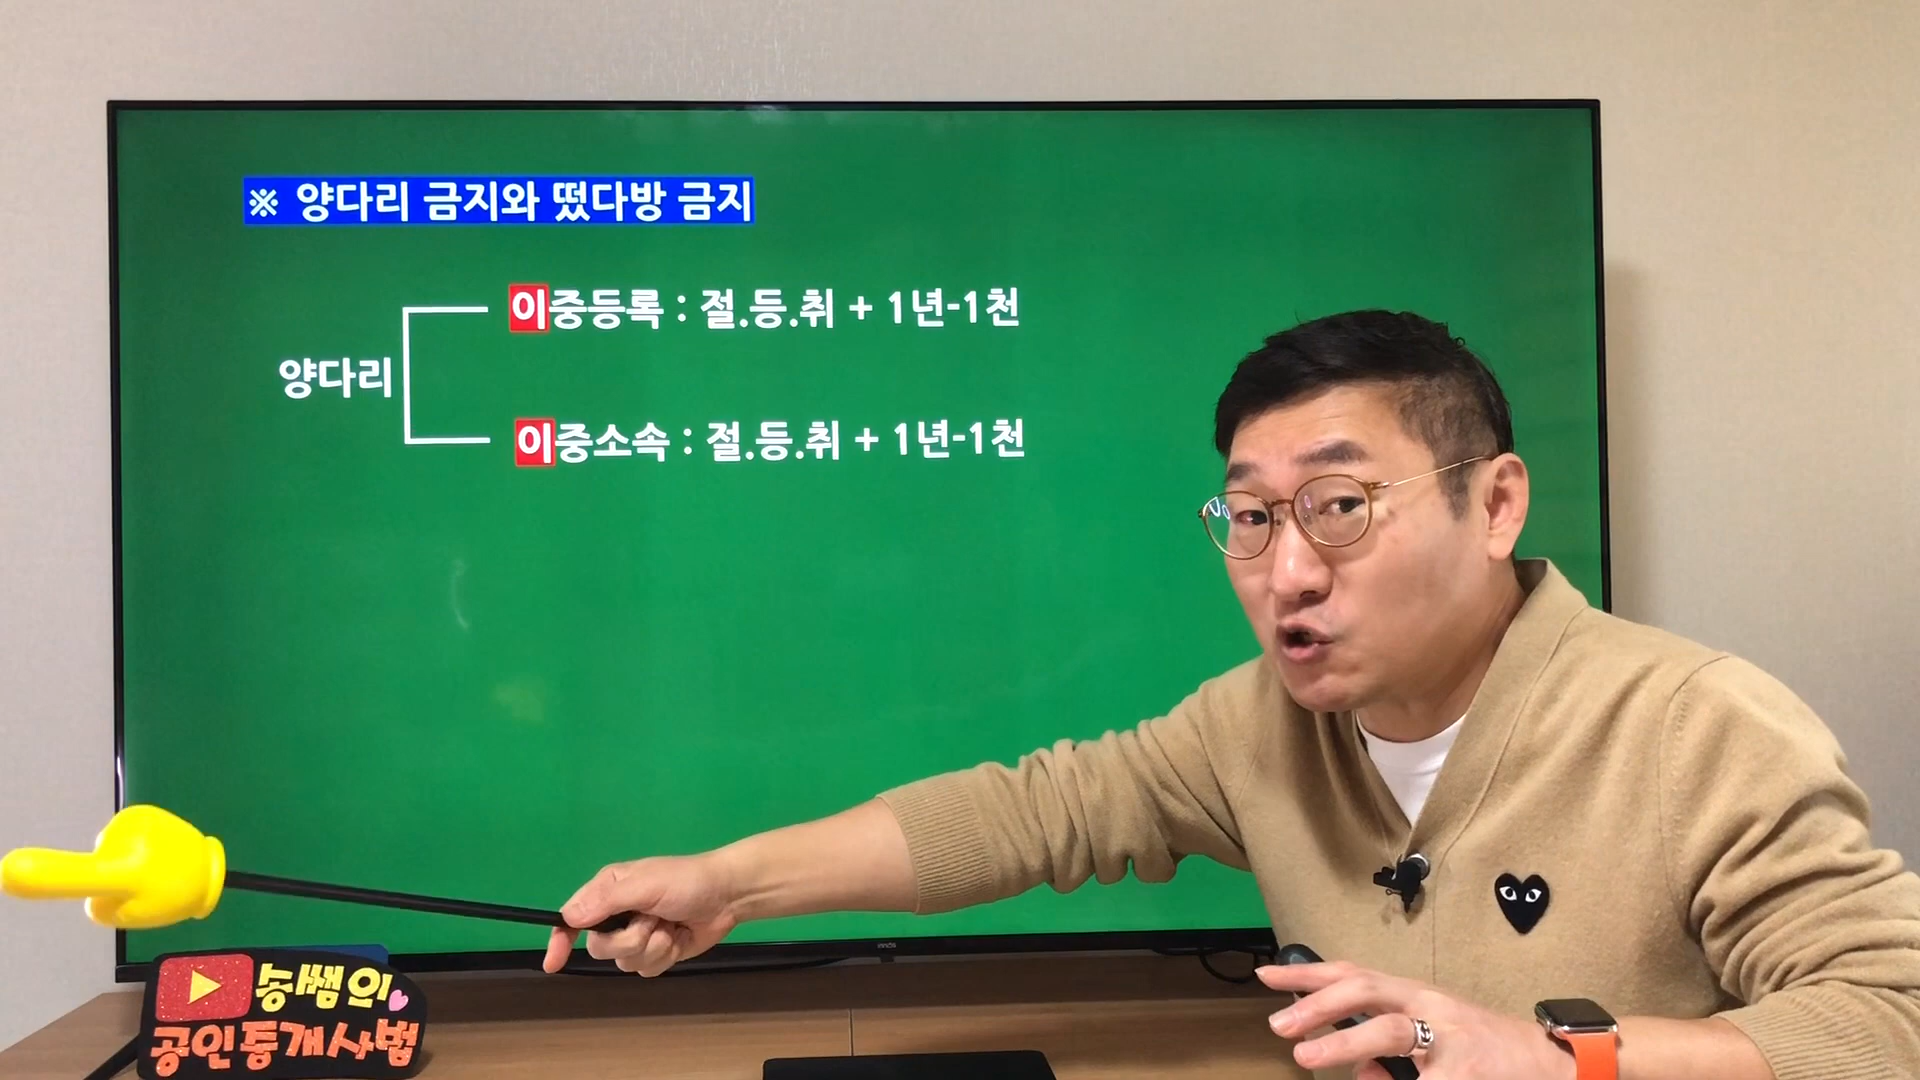 ※ 양다리 금지와 떴다방 금지
이중등록 : 절.등.취 + 1년-1천
양다리
이중소속 : 절.등.취 + 1년-1천
innos
송쌤의
공인중개사법